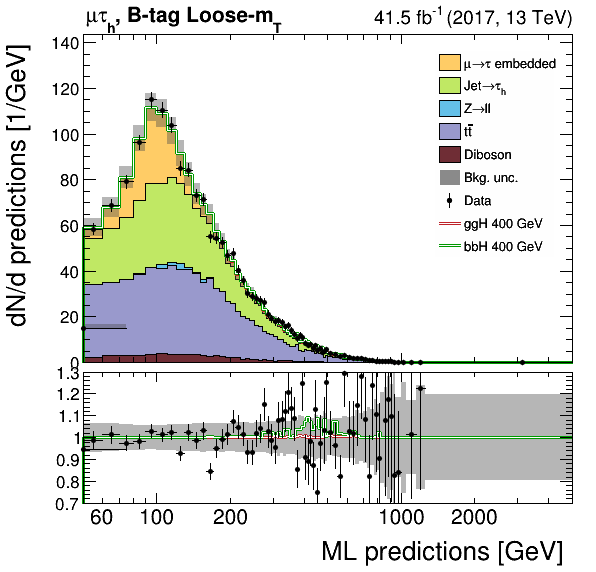 μτh, B-tag Loose-mT
41.5 fb⁻¹ (2017, 13 TeV)
dN/d predictions [1/GeV]
140
120
100
80
60
40
20
0
μ→τ embedded
Jet→τh
Z→ll
tt̄
Diboson
Bkg. unc.
Data
ggH 400 GeV
bbH 400 GeV
1.3
1.2
1.1
1
0.9
0.8
0.7
60 100 200 1000 2000
ML predictions [GeV]